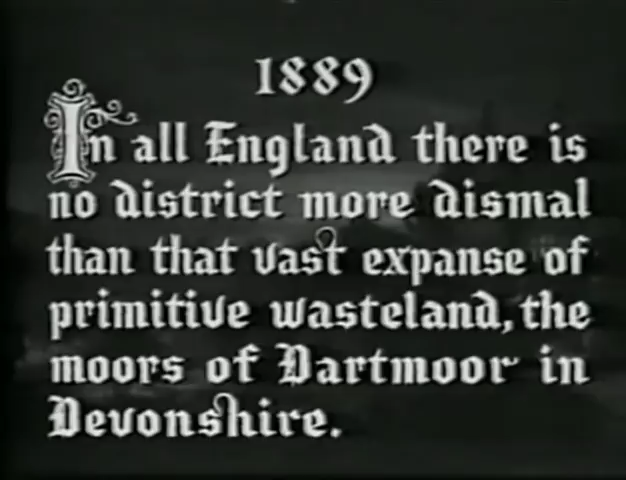 1889
In all England there is
no district more dismal
than that vast expanse of
primitive wasteland, the
moors of Dartmoor in
Devonshire.